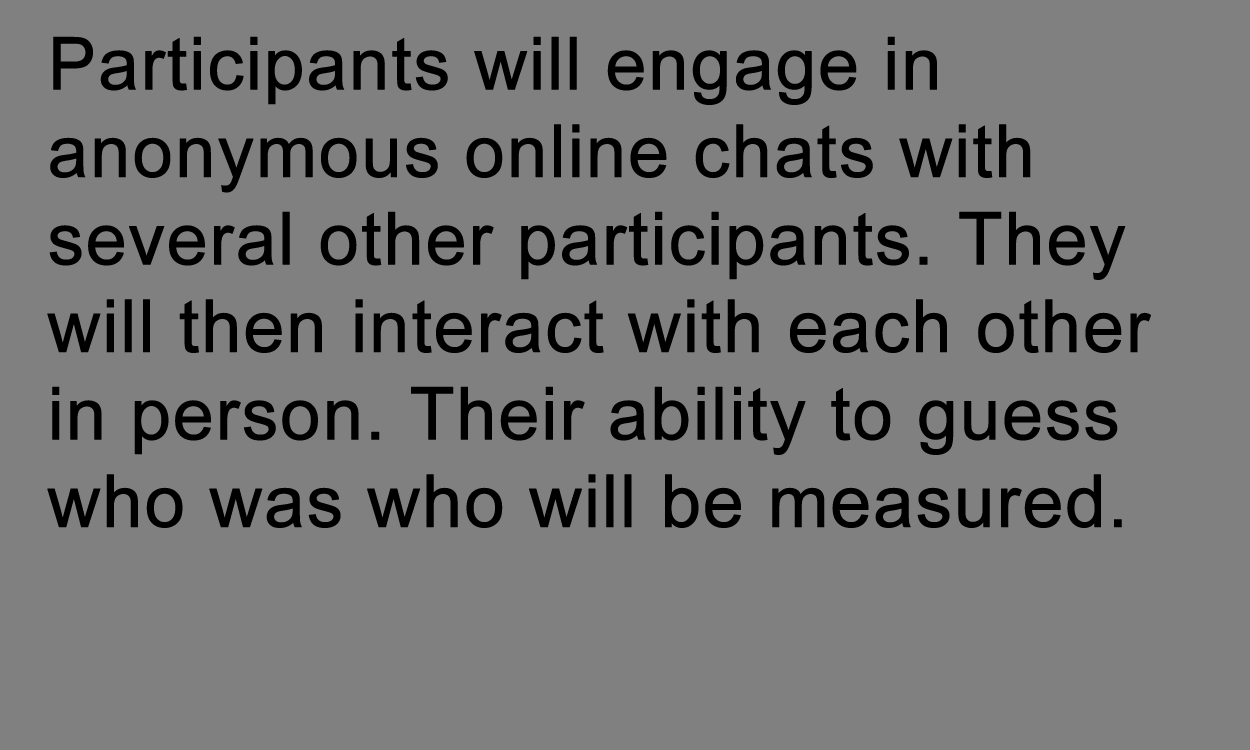 Participants will engage in
anonymous online chats with
several other participants. They
will then interact with each other
in person. Their ability to guess
who was who will be measured.